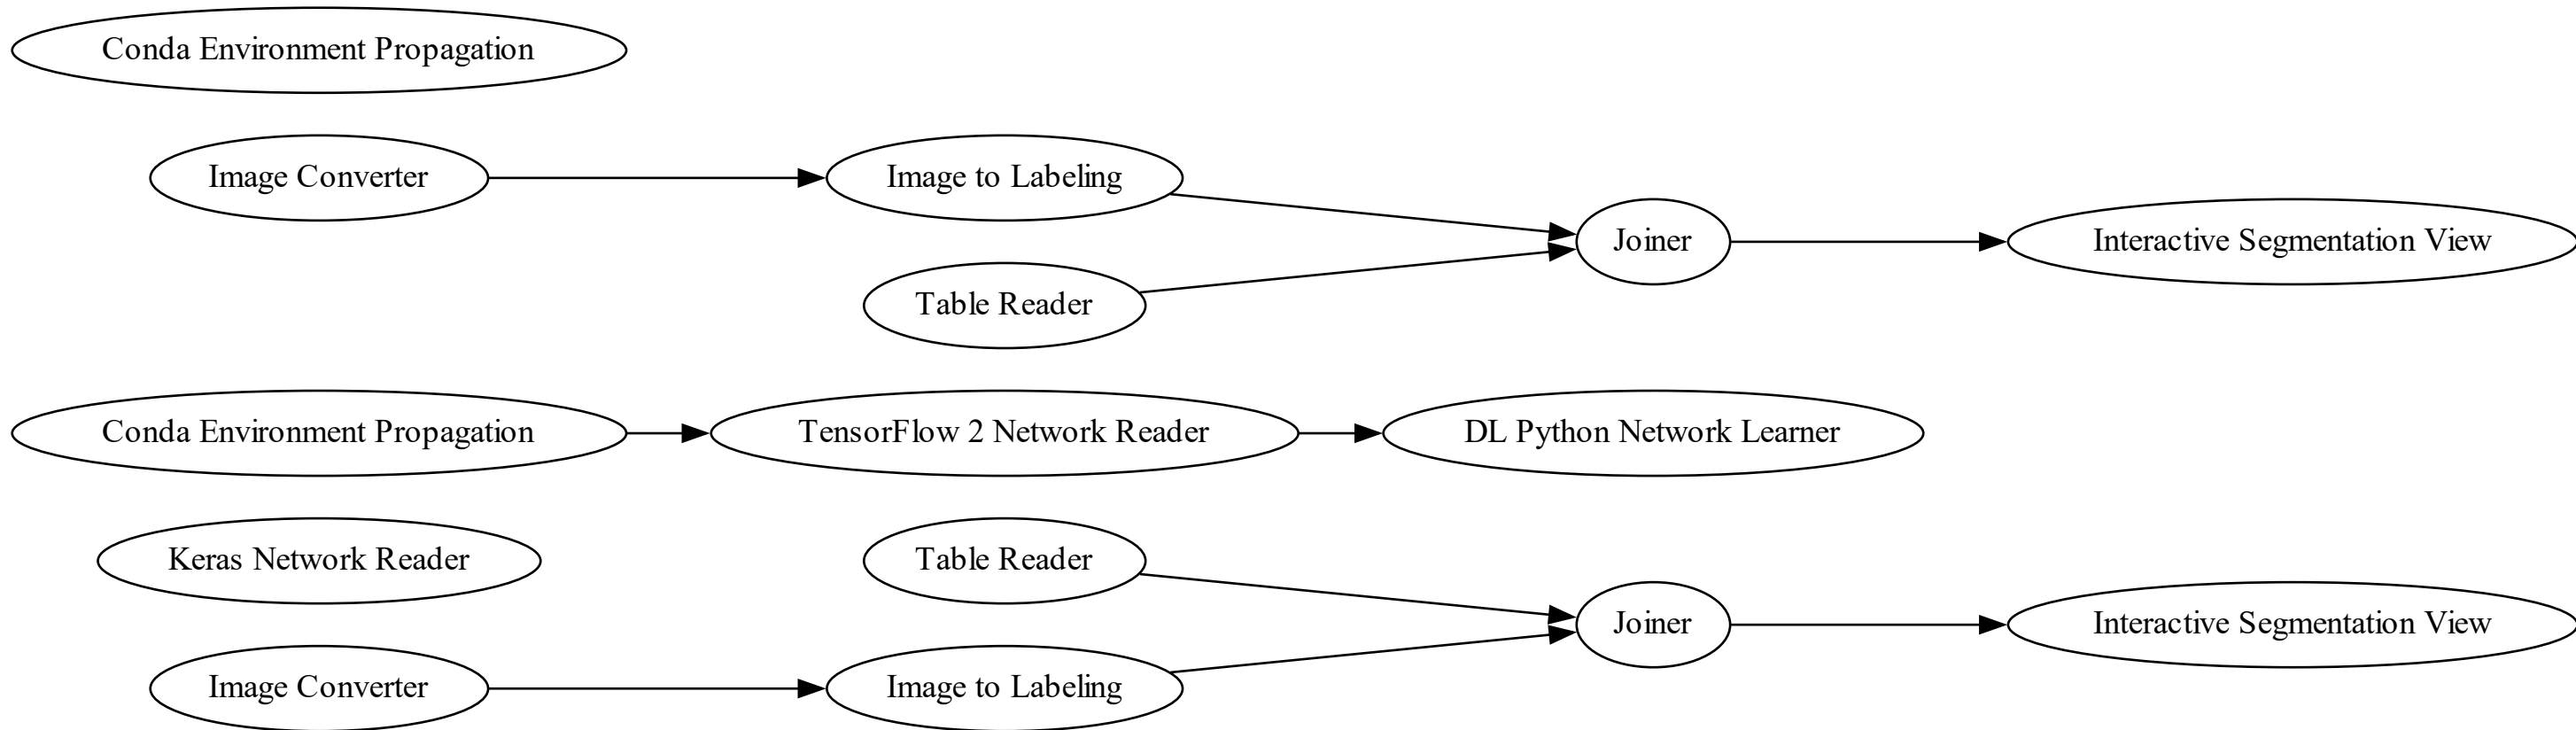 Conda Environment Propagation
Image Converter
Image to Labeling
Joiner
Interactive Segmentation View
Table Reader
Conda Environment Propagation
TensorFlow 2 Network Reader
DL Python Network Learner
Keras Network Reader
Table Reader
Joiner
Interactive Segmentation View
Image Converter
Image to Labeling